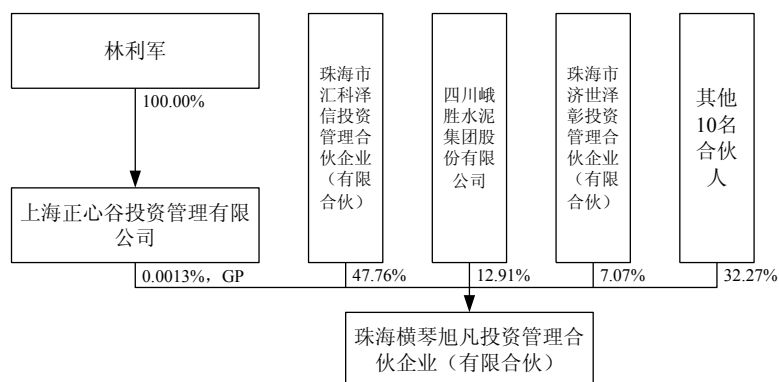 林利军
100.00%
上海正心谷投资管理有限
公司
0.0013%，GP
珠海市
汇科泽
信投资
管理合
伙企业
（有限
合伙）
47.76%
四川峨
胜水泥
集团股
份有限
公司
12.91%
珠海市
济世泽
彰投资
管理合
伙企业
（有限
合伙）
7.07%
其他
10名
合伙
人
32.27%
珠海横琴旭凡投资管理合
伙企业（有限合伙）